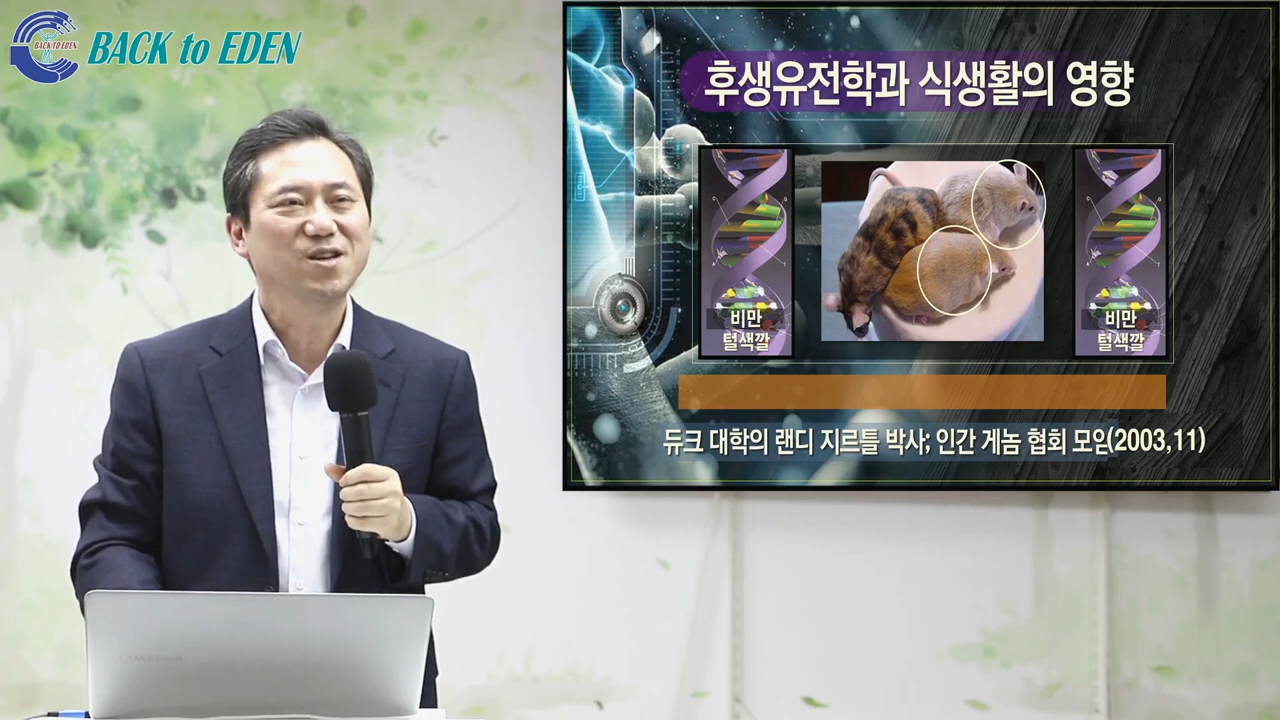 BACK TO EDEN
BACK to EDEN
후생유전학과 식생활의 영향
비만
털색깔
비만
털색깔
듀크 대학의 랜디 지르틀 박사; 인간 게놈 협회 모임(2003,11)